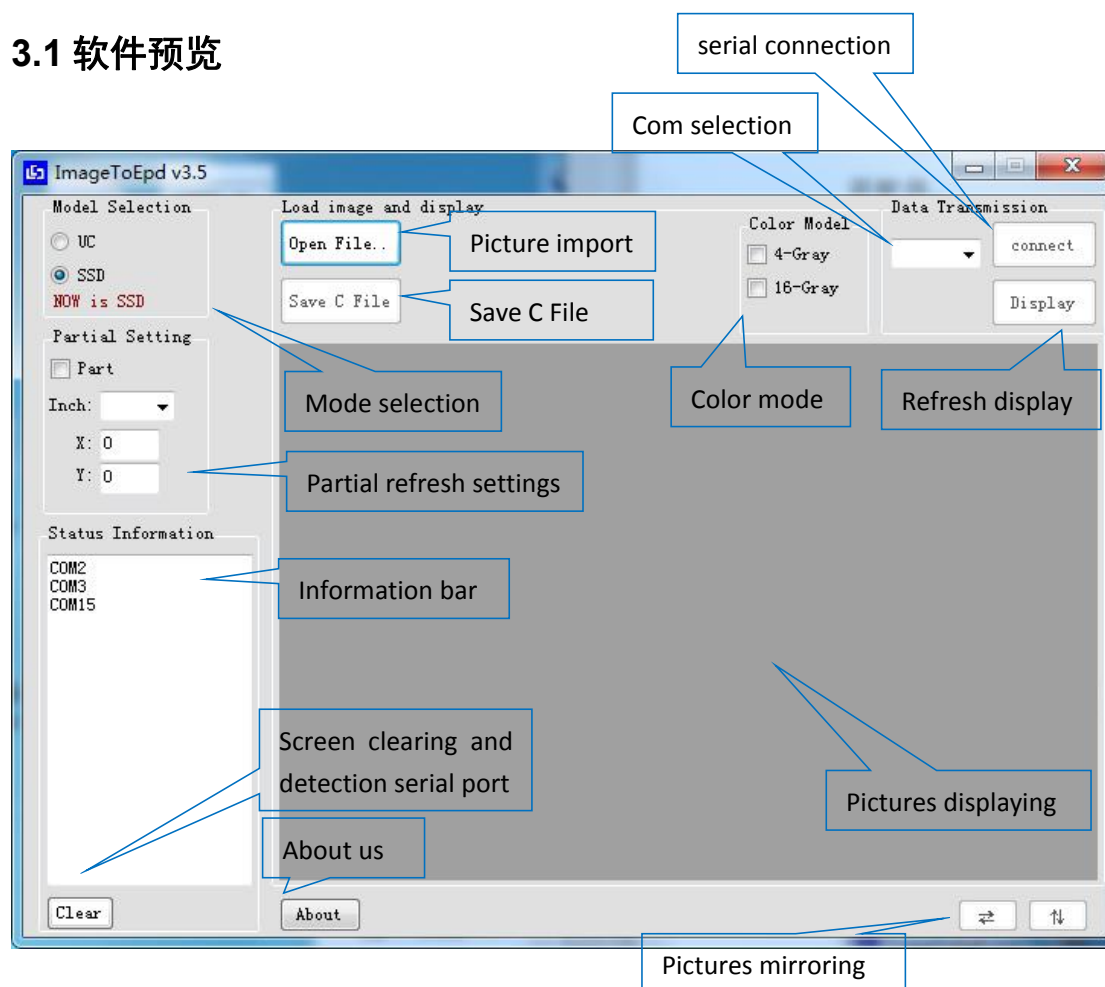 3.1 软件预览
serial connection
Com selection
ImageToEpd v3.5
Model Selection
UC
SSD
NOW is SSD
Load image and display
Open File..
Picture import
Save C File
Save C File
Color Model
4-Gray
16-Gray
Data Transmission
connect
Display
Partial Setting
Part
Inch:
X: 0
Y: 0
Mode selection
Color mode
Refresh display
Partial refresh settings
Status Information
COM2
COM3
COM15
Information bar
Screen clearing and
detection serial port
Pictures displaying
About us
Clear
About
Pictures mirroring